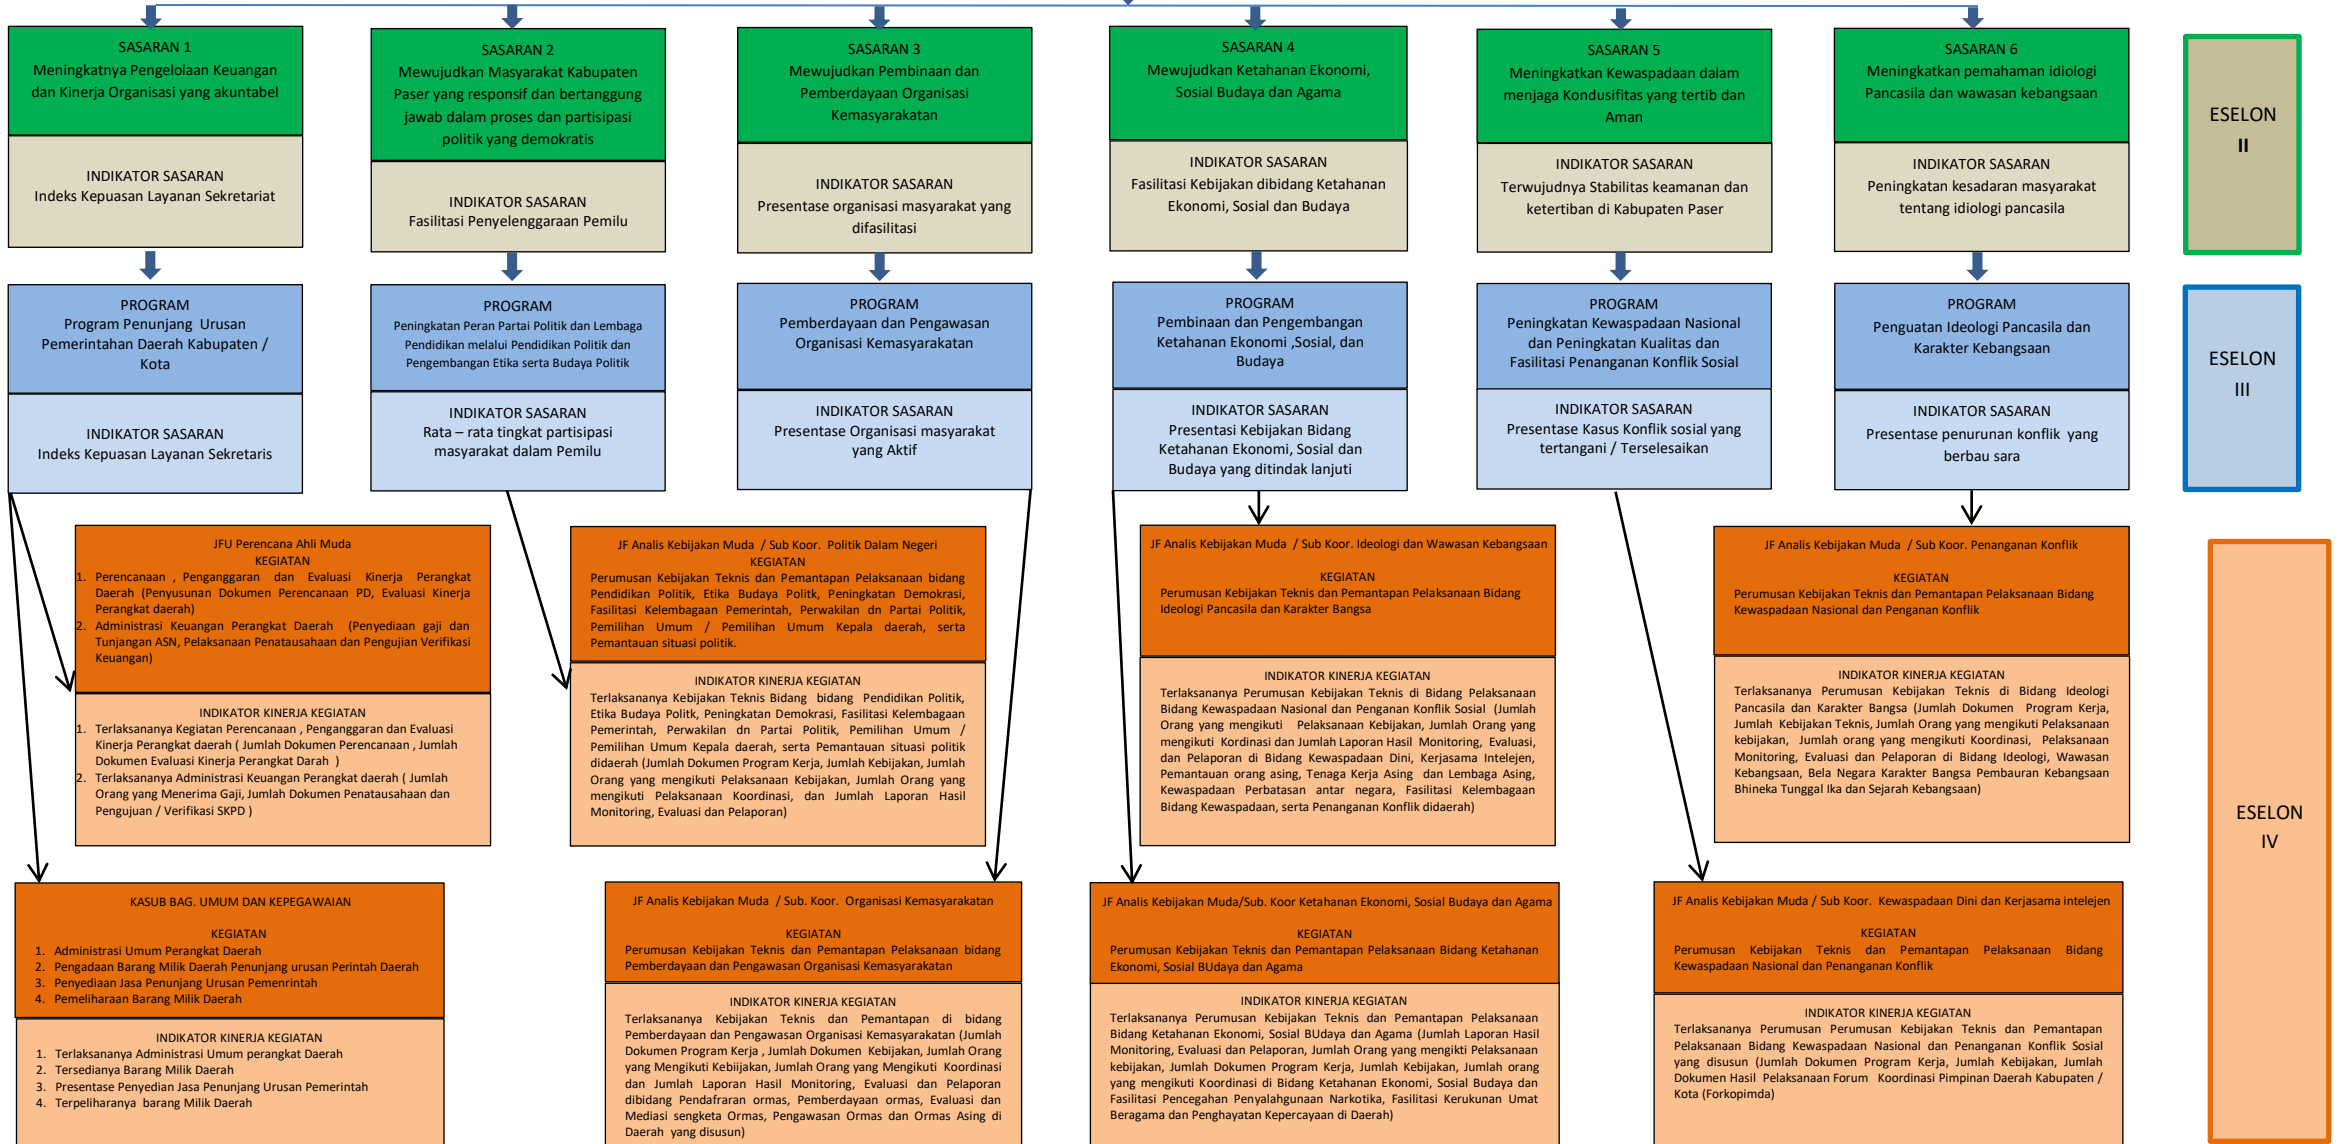 SASARAN 1
Meningkatnya Pengelolaan Keuangan
dan Kinerja Organisasi yang akuntabel
INDIKATOR SASARAN
Indeks Kepuasan Layanan Sekretariat
SASARAN 2
Mewujudkan Masyarakat Kabupaten
Paser yang responsif dan bertanggung
jawab dalam proses dan partisipasi
politik yang demokratis
INDIKATOR SASARAN
Fasilitasi Penyelenggaraan Pemilu
SASARAN 3
Mewujudkan Pembinaan dan
Pemberdayaan Organisasi
Kemasyarakatan
INDIKATOR SASARAN
Presentase organisasi masyarakat yang
difasilitasi
SASARAN 4
Mewujudkan Ketahanan Ekonomi,
Sosial Budaya dan Agama
INDIKATOR SASARAN
Fasilitasi Kebijakan dibidang Ketahanan
Ekonomi, Sosial dan Budaya
SASARAN 5
Meningkatkan Kewaspadaan dalam
menjaga Kondusifitas yang tertib dan
Aman
INDIKATOR SASARAN
Terwujudnya Stabilitas keamanan dan
ketertiban di Kabupaten Paser
SASARAN 6
Meningkatkan pemahaman idiologi
Pancasila dan wawasan kebangsaan
INDIKATOR SASARAN
Peningkatan kesadaran masyarakat
tentang idiologi pancasila
ESELON
II
PROGRAM
Program Penunjang Urusan
Pemerintahan Daerah Kabupaten /
Kota
INDIKATOR SASARAN
Indeks Kepuasan Layanan Sekretaris
PROGRAM
Peningkatan Peran Partai Politik dan Lembaga
Pendidikan melalui Pendidikan Politik dan
Pengembangan Etika serta Budaya Politik
INDIKATOR SASARAN
Rata – rata tingkat partisipasi
masyarakat dalam Pemilu
PROGRAM
Pemberdayaan dan Pengawasan
Organisasi Kemasyarakatan
INDIKATOR SASARAN
Presentase Organisasi masyarakat
yang Aktif
PROGRAM
Pembinaan dan Pengembangan
Ketahanan Ekonomi ,Sosial, dan
Budaya
INDIKATOR SASARAN
Presentasi Kebijakan Bidang
Ketahanan Ekonomi, Sosial dan
Budaya yang ditindak lanjuti
PROGRAM
Peningkatan Kewaspadaan Nasional
dan Peningkatan Kualitas dan
Fasilitasi Penanganan Konflik Sosial
INDIKATOR SASARAN
Presentase Kasus Konflik sosial yang
tertangani / Terselesaikan
PROGRAM
Penguatan Ideologi Pancasila dan
Karakter Kebangsaan
INDIKATOR SASARAN
Presentase penurunan konflik yang
berbau sara
ESELON
III
JFU Perencana Ahli Muda
KEGIATAN
1. Perencanaan , Penganggaran dan Evaluasi Kinerja Perangkat
Daerah (Penyusunan Dokumen Perencanaan PD, Evaluasi Kinerja
Perangkat daerah)
2. Administrasi Keuangan Perangkat Daerah (Penyediaan gaji dan
Tunjangan ASN, Pelaksanaan Penatausahaan dan Pengujian Verifikasi
Keuangan)
INDIKATOR KINERJA KEGIATAN
1. Terlaksananya Kegiatan Perencanaan , Penganggaran dan Evaluasi
Kinerja Perangkat daerah ( Jumlah Dokumen Perencanaan , Jumlah
Dokumen Evaluasi Kinerja Perangkat Darah )
2. Terlaksananya Administrasi Keuangan Perangkat daerah ( Jumlah
Orang yang Menerima Gaji, Jumlah Dokumen Penatausahaan dan
Pengujuan / Verifikasi SKPD )
JF Analis Kebijakan Muda / Sub Koor. Politik Dalam Negeri
KEGIATAN
Perumusan Kebijakan Teknis dan Pemantapan Pelaksanaan bidang
Pendidikan Politik, Etika Budaya Politk, Peningkatan Demokrasi,
Fasilitasi Kelembagaan Pemerintah, Perwakilan dn Partai Politik,
Pemilihan Umum / Pemilihan Umum Kepala daerah, serta
Pemantauan situasi politik.
INDIKATOR KINERJA KEGIATAN
Terlaksananya Kebijakan Teknis Bidang bidang Pendidikan Politik,
Etika Budaya Politk, Peningkatan Demokrasi, Fasilitasi Kelembagaan
Pemerintah, Perwakilan dn Partai Politik, Pemilihan Umum /
Pemilihan Umum Kepala daerah, serta Pemantauan situasi politik
didaerah (Jumlah Dokumen Program Kerja, Jumlah Kebijakan, Jumlah
Orang yang mengikuti Pelaksanaan Kebijakan, Jumlah Orang yang
mengikuti Pelaksanaan Koordinasi, dan Jumlah Laporan Hasil
Monitoring, Evaluasi dan Pelaporan)
JF Analis Kebijakan Muda / Sub Koor. Ideologi dan Wawasan Kebangsaan
KEGIATAN
Perumusan Kebijakan Teknis dan Pemantapan Pelaksanaan Bidang
Ideologi Pancasila dan Karakter Bangsa
INDIKATOR KINERJA KEGIATAN
Terlaksananya Perumusan Kebijakan Teknis di Bidang Pelaksanaan
Bidang Kewaspadaan Nasional dan Penganan Konflik Sosial (Jumlah
Orang yang mengikuti Pelaksanaan Kebijakan, Jumlah Orang yang
mengikuti Kordinasi dan Jumlah Laporan Hasil Monitoring, Evaluasi,
dan Pelaporan di Bidang Kewaspadaan Dini, Kerjasama Intelejen,
Pemantauan orang asing, Tenaga Kerja Asing dan Lembaga Asing,
Kewaspadaan Perbatasan antar negara, Fasilitasi Kelembagaan
Bidang Kewaspadaan, serta Penanganan Konflik didaerah)
JF Analis Kebijakan Muda / Sub Koor. Penanganan Konflik
KEGIATAN
Perumusan Kebijakan Teknis dan Pemantapan Pelaksanaan Bidang
Kewaspadaan Nasional dan Penganan Konflik
INDIKATOR KINERJA KEGIATAN
Terlaksananya Perumusan Kebijakan Teknis di Bidang Ideologi
Pancasila dan Karakter Bangsa (Jumlah Dokumen Program Kerja,
Jumlah Kebijakan Teknis, Jumlah Orang yang mengikuti Pelaksanaan
kebijakan, Jumlah orang yang mengikuti Koordinasi, Pelaksanaan
Monitoring, Evaluasi dan Pelaporan di Bidang Ideologi, Wawasan
Kebangsaan, Bela Negara Karakter Bangsa Pembauran Kebangsaan
Bhineka Tunggal Ika dan Sejarah Kebangsaan)
ESELON
IV
KASUB BAG. UMUM DAN KEPEGAWAIAN
KEGIATAN
1. Administrasi Umum Perangkat Daerah
2. Pengadaan Barang Milik Daerah Penunjang urusan Perintah Daerah
3. Penyediaan Jasa Penunjang Urusan Pemenrintah
4. Pemeliharaan Barang Milik Daerah
INDIKATOR KINERJA KEGIATAN
1. Terlaksananya Administrasi Umum perangkat Daerah
2. Tersedianya Barang Milik Daerah
3. Presentase Penyedian Jasa Penunjang Urusan Pemerintah
4. Terpeliharanya barang Milik Daerah
JF Analis Kebijakan Muda / Sub. Koor. Organisasi Kemasyarakatan
KEGIATAN
Perumusan Kebijakan Teknis dan Pemantapan Pelaksanaan bidang
Pemberdayaan dan Pengawasan Organisasi Kemasyarakatan
INDIKATOR KINERJA KEGIATAN
Terlaksananya Kebijakan Teknis dan Pemantapan di bidang
Pemberdayaan dan Pengawasan Organisasi Kemasyarakatan (Jumlah
Dokumen Program Kerja , Jumlah Dokumen Kebijakan, Jumlah Orang
yang Mengikuti Kebiijakan, Jumlah Orang yang Mengikuti Koordinasi
dan Jumlah Laporan Hasil Monitoring, Evaluasi dan Pelaporan
dibidang Pendafraran ormas, Pemberdayaan ormas, Evaluasi dan
Mediasi sengketa Ormas, Pengawasan Ormas dan Ormas Asing di
Daerah yang disusun)
JF Analis Kebijakan Muda/Sub. Koor Ketahanan Ekonomi, Sosial Budaya dan Agama
KEGIATAN
Perumusan Kebijakan Teknis dan Pemantapan Pelaksanaan Bidang Ketahanan
Ekonomi, Sosial BUdaya dan Agama
INDIKATOR KINERJA KEGIATAN
Terlaksananya Perumusan Kebijakan Teknis dan Pemantapan Pelaksanaan
Bidang Ketahanan Ekonomi, Sosial BUdaya dan Agama (Jumlah Laporan Hasil
Monitoring, Evaluasi dan Pelaporan, Jumlah Orang yang mengikti Pelaksanaan
kebijakan, Jumlah Dokumen Program Kerja, Jumlah Kebijakan, Jumlah orang
yang mengikuti Koordinasi di Bidang Ketahanan Ekonomi, Sosial Budaya dan
Fasilitasi Pencegahan Penyalahgunaan Narkotika, Fasilitasi Kerukunan Umat
Beragama dan Penghayatan Kepercayaan di Daerah)
JF Analis Kebijakan Muda / Sub Koor. Kewaspadaan Dini dan Kerjasama intelejen
KEGIATAN
Perumusan Kebijakan Teknis dan Pemantapan Pelaksanaan Bidang
Kewaspadaan Nasional dan Penanganan Konflik
INDIKATOR KINERJA KEGIATAN
Terlaksananya Perumusan Perumusan Kebijakan Teknis dan Pemantapan
Pelaksanaan Bidang Kewaspadaan Nasional dan Penanganan Konflik Sosial
yang disusun (Jumlah Dokumen Program Kerja, Jumlah Kebijakan, Jumlah
Dokumen Hasil Pelaksanaan Forum Koordinasi Pimpinan Daerah Kabupaten /
Kota (Forkopimda)